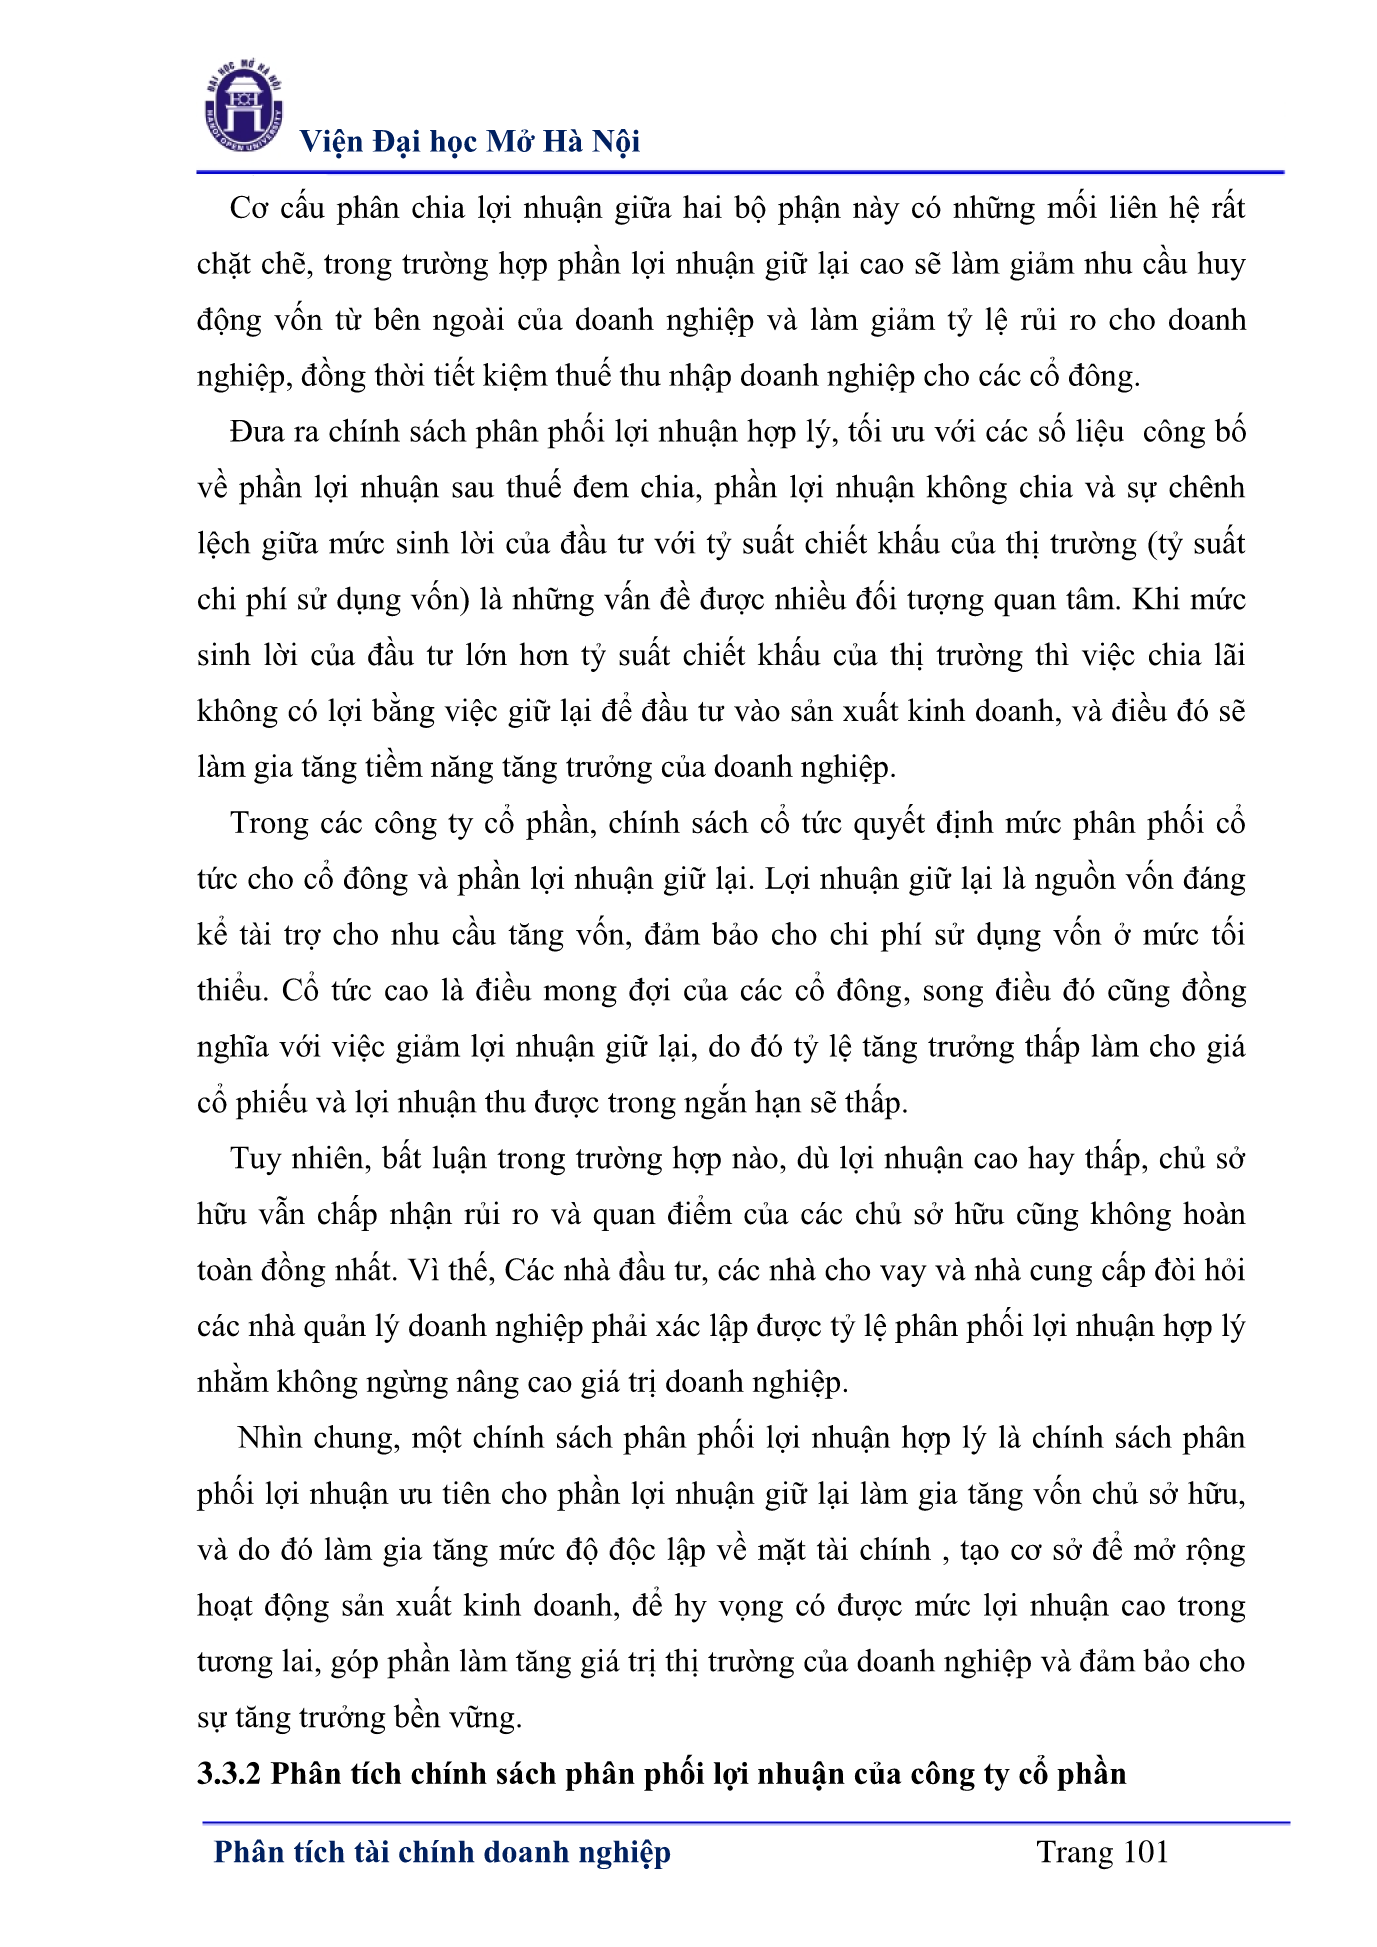 ĐẠI HỌC MỞ HÀ NỘI
HANOI OPEN UNIVERSITY
Viện Đại học Mở Hà Nội
Cơ cấu phân chia lợi nhuận giữa hai bộ phận này có những mối liên hệ rất
chặt chẽ, trong trường hợp phần lợi nhuận giữ lại cao sẽ làm giảm nhu cầu huy
động vốn từ bên ngoài của doanh nghiệp và làm giảm tỷ lệ rủi ro cho doanh
nghiệp, đồng thời tiết kiệm thuế thu nhập doanh nghiệp cho các cổ đông.
Đưa ra chính sách phân phối lợi nhuận hợp lý, tối ưu với các số liệu  công bố
về phần lợi nhuận sau thuế đem chia, phần lợi nhuận không chia và sự chênh
lệch giữa mức sinh lời của đầu tư với tỷ suất chiết khấu của thị trường (tỷ suất
chi phí sử dụng vốn) là những vấn đề được nhiều đối tượng quan tâm. Khi mức
sinh lời của đầu tư lớn hơn tỷ suất chiết khấu của thị trường thì việc chia lãi
không có lợi bằng việc giữ lại để đầu tư vào sản xuất kinh doanh, và điều đó sẽ
làm gia tăng tiềm năng tăng trưởng của doanh nghiệp.
Trong các công ty cổ phần, chính sách cổ tức quyết định mức phân phối cổ
tức cho cổ đông và phần lợi nhuận giữ lại. Lợi nhuận giữ lại là nguồn vốn đáng
kể tài trợ cho nhu cầu tăng vốn, đảm bảo cho chi phí sử dụng vốn ở mức tối
thiểu. Cổ tức cao là điều mong đợi của các cổ đông, song điều đó cũng đồng
nghĩa với việc giảm lợi nhuận giữ lại, do đó tỷ lệ tăng trưởng thấp làm cho giá
cổ phiếu và lợi nhuận thu được trong ngắn hạn sẽ thấp.
Tuy nhiên, bất luận trong trường hợp nào, dù lợi nhuận cao hay thấp, chủ sở
hữu vẫn chấp nhận rủi ro và quan điểm của các chủ sở hữu cũng không hoàn
toàn đồng nhất. Vì thế, Các nhà đầu tư, các nhà cho vay và nhà cung cấp đòi hỏi
các nhà quản lý doanh nghiệp phải xác lập được tỷ lệ phân phối lợi nhuận hợp lý
nhằm không ngừng nâng cao giá trị doanh nghiệp.
Nhìn chung, một chính sách phân phối lợi nhuận hợp lý là chính sách phân
phối lợi nhuận ưu tiên cho phần lợi nhuận giữ lại làm gia tăng vốn chủ sở hữu,
và do đó làm gia tăng mức độ độc lập về mặt tài chính , tạo cơ sở để mở rộng
hoạt động sản xuất kinh doanh, để hy vọng có được mức lợi nhuận cao trong
tương lai, góp phần làm tăng giá trị thị trường của doanh nghiệp và đảm bảo cho
sự tăng trưởng bền vững.
3.3.2 Phân tích chính sách phân phối lợi nhuận của công ty cổ phần
Phân tích tài chính doanh nghiệp Trang 101